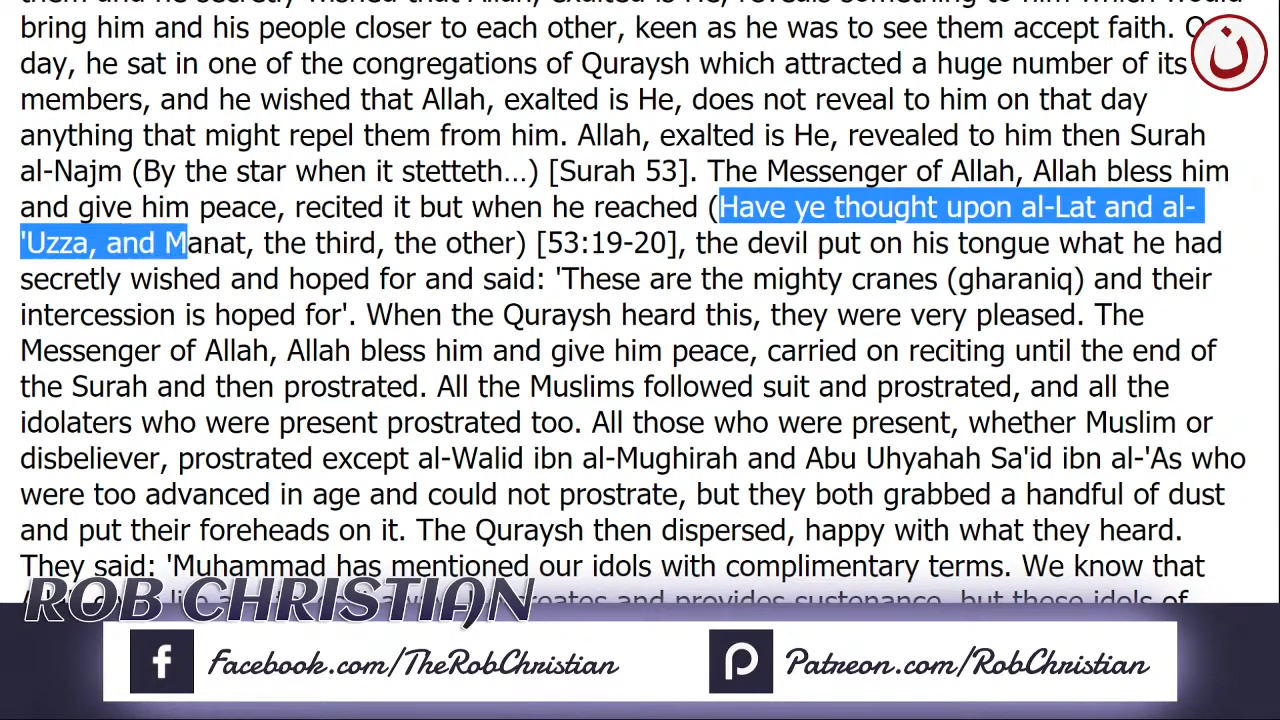 bring him and his people closer to each other, keen as he was to see them accept faith.
day, he sat in one of the congregations of Quraysh which attracted a huge number of its
members, and he wished that Allah, exalted is He, does not reveal to him on that day
anything that might repel them from him. Allah, exalted is He, revealed to him then Surah
al-Najm (By the star when it stetteth...) [Surah 53]. The Messenger of Allah, Allah bless him
and give him peace, recited it but when he reached (Have ye thought upon al-Lat and al-
'Uzza, and Manat, the third, the other) [53:19-20], the devil put on his tongue what he had
secretly wished and hoped for and said: 'These are the mighty cranes (gharaniq) and their
intercession is hoped for'. When the Quraysh heard this, they were very pleased. The
Messenger of Allah, Allah bless him and give him peace, carried on reciting until the end of
the Surah and then prostrated. All the Muslims followed suit and prostrated, and all the
idolaters who were present prostrated too. All those who were present, whether Muslim or
disbeliever, prostrated except al-Walid ibn al-Mughirah and Abu Uhyahah Sa'id ibn al-'As who
were too advanced in age and could not prostrate, but they both grabbed a handful of dust
and put their foreheads on it. The Quraysh then dispersed, happy with what they heard.
They said: 'Muhammad has mentioned our idols with complimentary terms. We know that
and provides sustenance, but these idols of
ن
ROB CHRISTIAN
f Facebook.com/TheRobChristian
Patreon.com/RobChristian